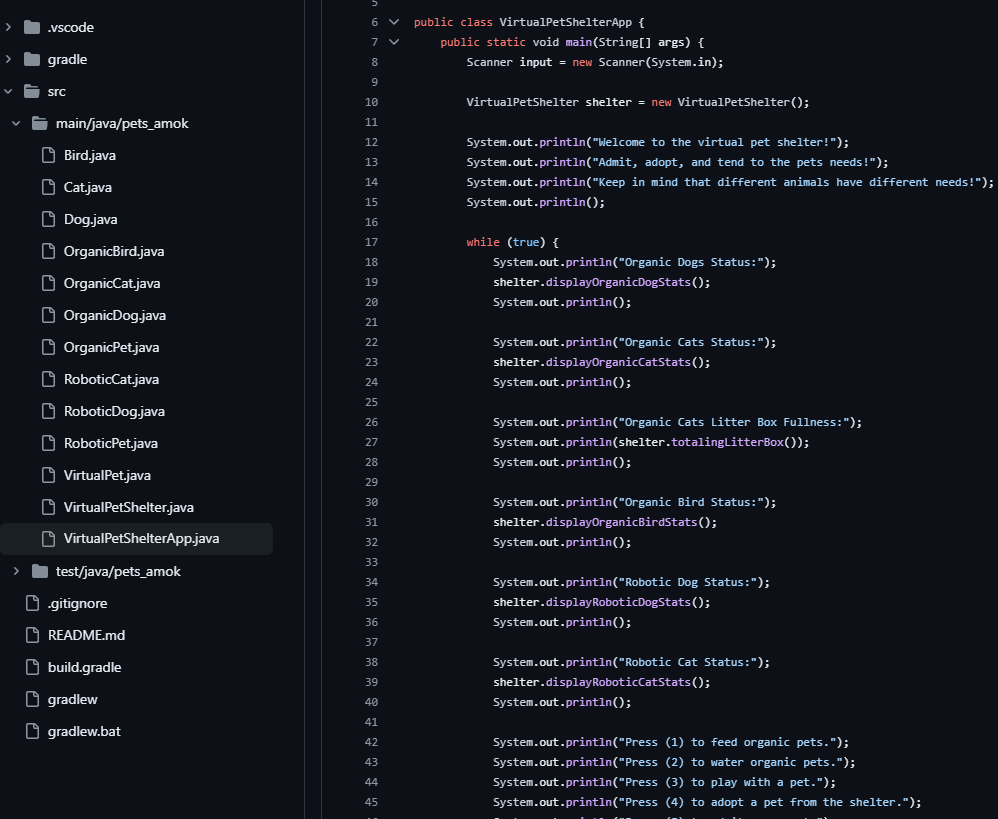 .vscode
gradle
src
main/java/pets_amok
Bird.java
Cat.java
Dog.java
OrganicBird.java
OrganicCat.java
OrganicDog.java
OrganicPet.java
RoboticCat.java
RoboticDog.java
RoboticPet.java
VirtualPet.java
VirtualPetShelter.java
VirtualPetShelterApp.java
test/java/pets_amok
.gitignore
README.md
build.gradle
gradlew
gradlew.bat
5
6 public class VirtualPetShelterApp {
7 public static void main(String[] args) {
8 Scanner input = new Scanner(System.in);
9
10 VirtualPetShelter shelter = new VirtualPetShelter();
11
12 System.out.println("Welcome to the virtual pet shelter!");
13 System.out.println("Admit, adopt, and tend to the pets needs!");
14 System.out.println("Keep in mind that different animals have different needs!");
15 System.out.println();
16
17 while (true) {
18 System.out.println("Organic Dogs Status:");
19 shelter.displayOrganicDogStats();
20 System.out.println();
21
22 System.out.println("Organic Cats Status:");
23 shelter.displayOrganicCatStats();
24 System.out.println();
25
26 System.out.println("Organic Cats Litter Box Fullness:");
27 System.out.println(shelter.totalingLitterBox());
28 System.out.println();
29
30 System.out.println("Organic Bird Status:");
31 shelter.displayOrganicBirdStats();
32 System.out.println();
33
34 System.out.println("Robotic Dog Status:");
35 shelter.displayRoboticDogStats();
36 System.out.println();
37
38 System.out.println("Robotic Cat Status:");
39 shelter.displayRoboticCatStats();
40 System.out.println();
41
42 System.out.println("Press (1) to feed organic pets.");
43 System.out.println("Press (2) to water organic pets.");
44 System.out.println("Press (3) to play with a pet.");
45 System.out.println("Press (4) to adopt a pet from the shelter.");